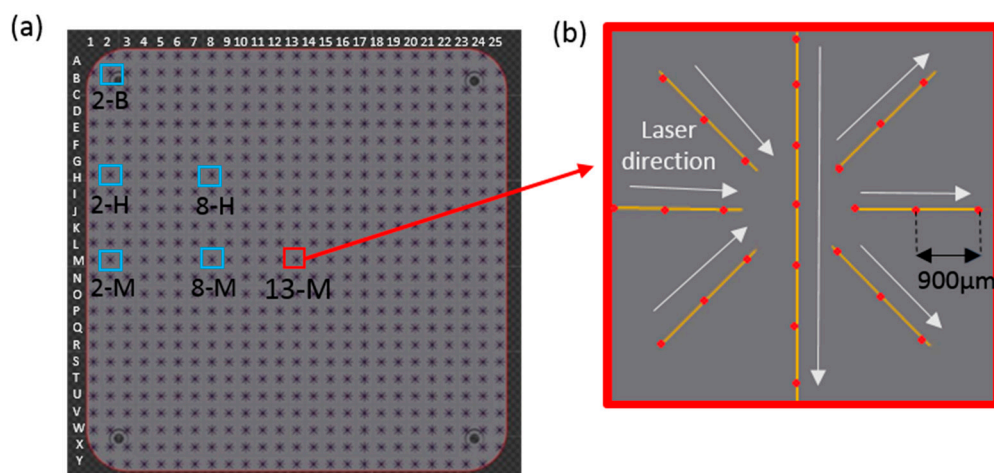 (a)
1 2 3 4 5 6 7 8 9 10 11 12 13 14 15 16 17 18 19 20 21 22 23 24 25
A
B
C
D
E
F
G
H
I
J
K
L
M
N
O
P
Q
R
S
T
U
V
W
X
Y
2-B
2-H
8-H
2-M
8-M
13-M
(b)
Laser
direction
900μm